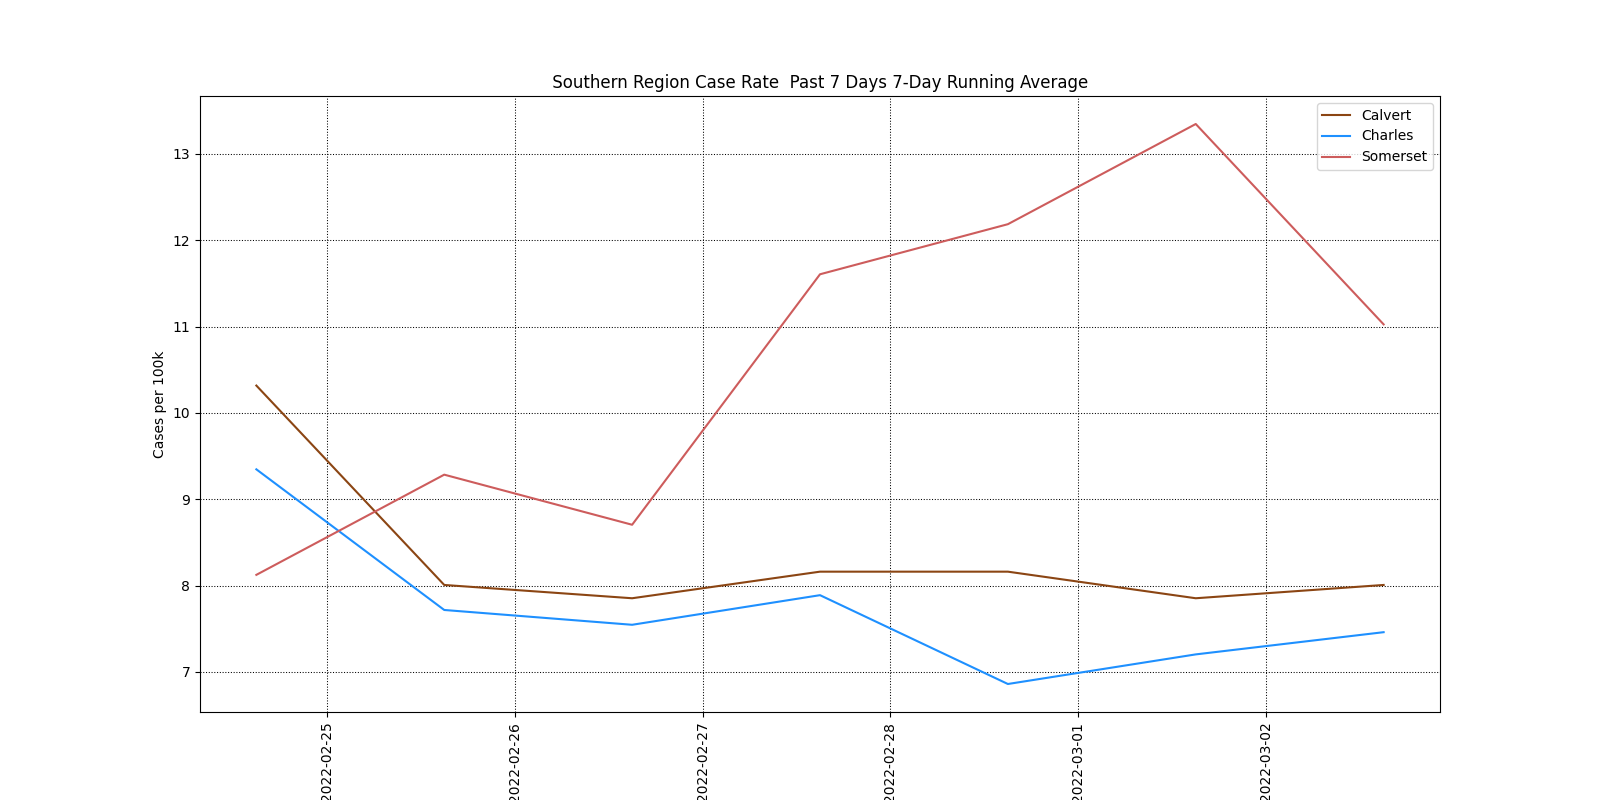 Southern Region Case Rate  Past 7 Days 7-Day Running Average
Calvert
Charles
Somerset
13
12
11
10
9
8
7
Cases per 100k
2022-02-25
2022-02-26
2022-02-27
2022-02-28
2022-03-01
2022-03-02